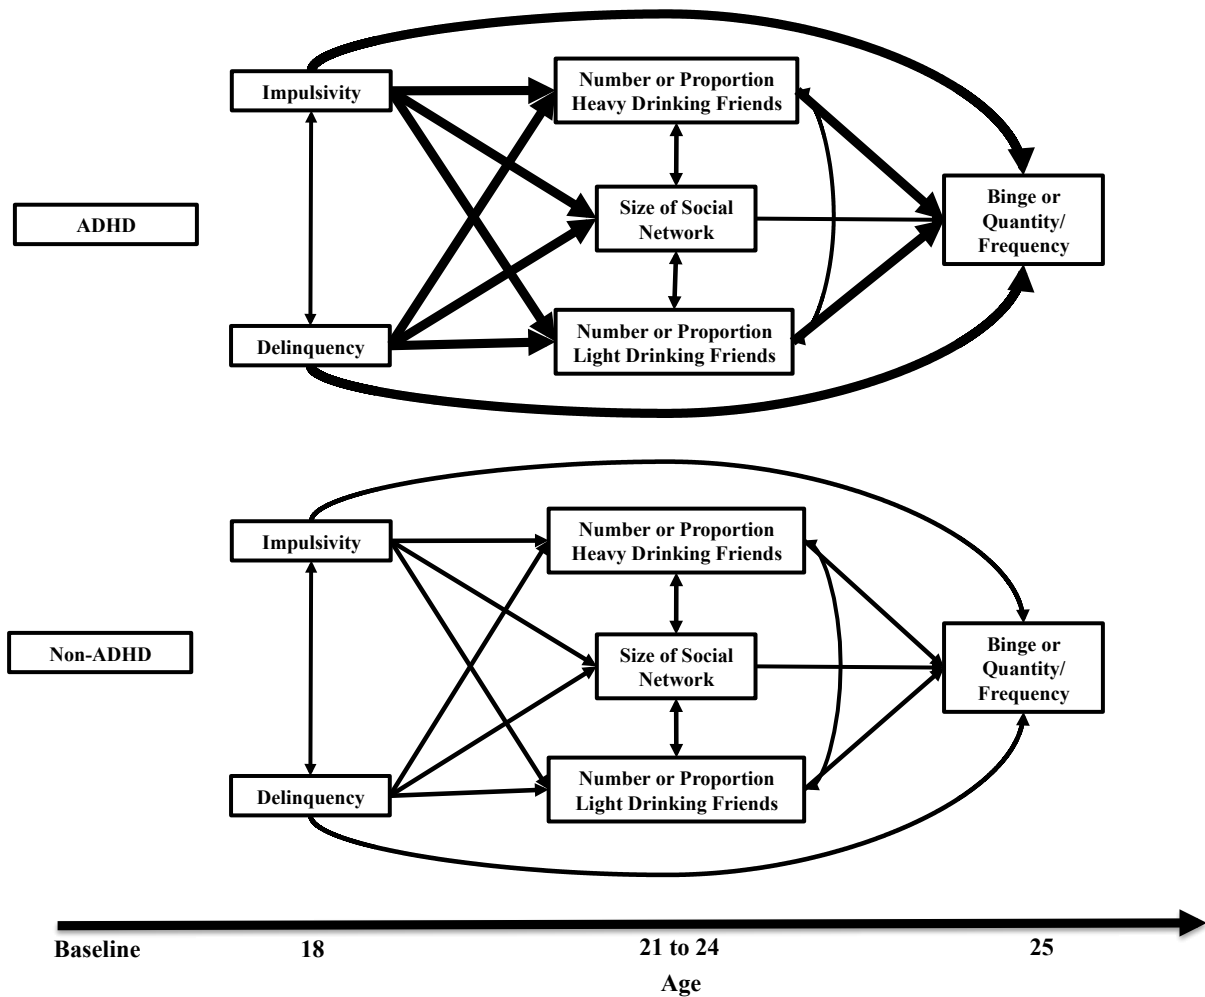 Impulsivity
Number or Proportion
Heavy Drinking Friends
ADHD
Size of Social
Network
Binge or
Quantity/
Frequency
Delinquency
Number or Proportion
Light Drinking Friends
Impulsivity
Number or Proportion
Heavy Drinking Friends
Non-ADHD
Size of Social
Network
Binge or
Quantity/
Frequency
Delinquency
Number or Proportion
Light Drinking Friends
Baseline
18
21 to 24
25
Age